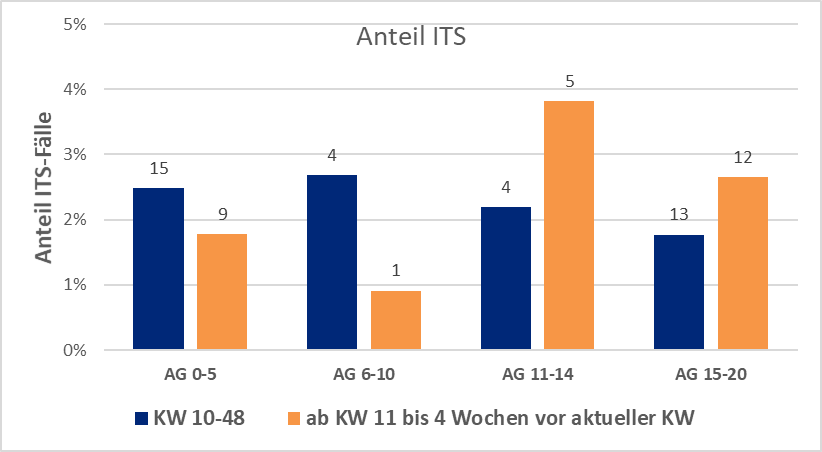 Anteil ITS
Anteil ITS-Fälle
5%
4%
3%
2%
1%
0%
15
9
4
1
4
5
13
12
AG 0-5
AG 6-10
AG 11-14
AG 15-20
KW 10-48
ab KW 11 bis 4 Wochen vor aktueller KW